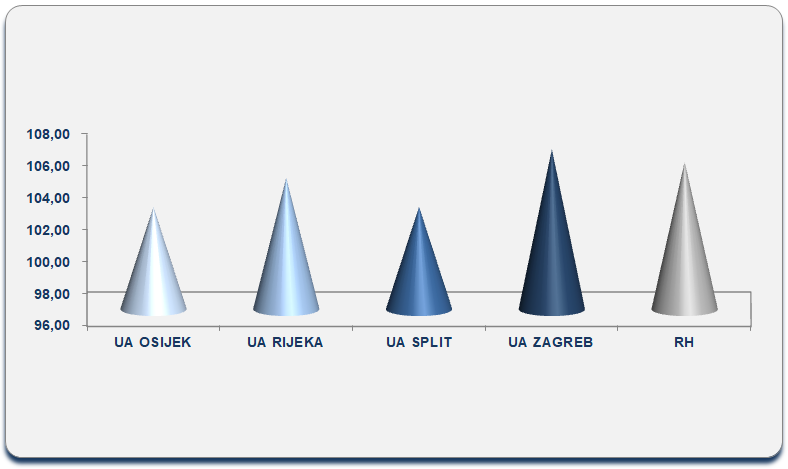 108,00
106,00
104,00
102,00
100,00
98,00
96,00
UA OSIJEK
UA RIJEKA
UA SPLIT
UA ZAGREB
RH